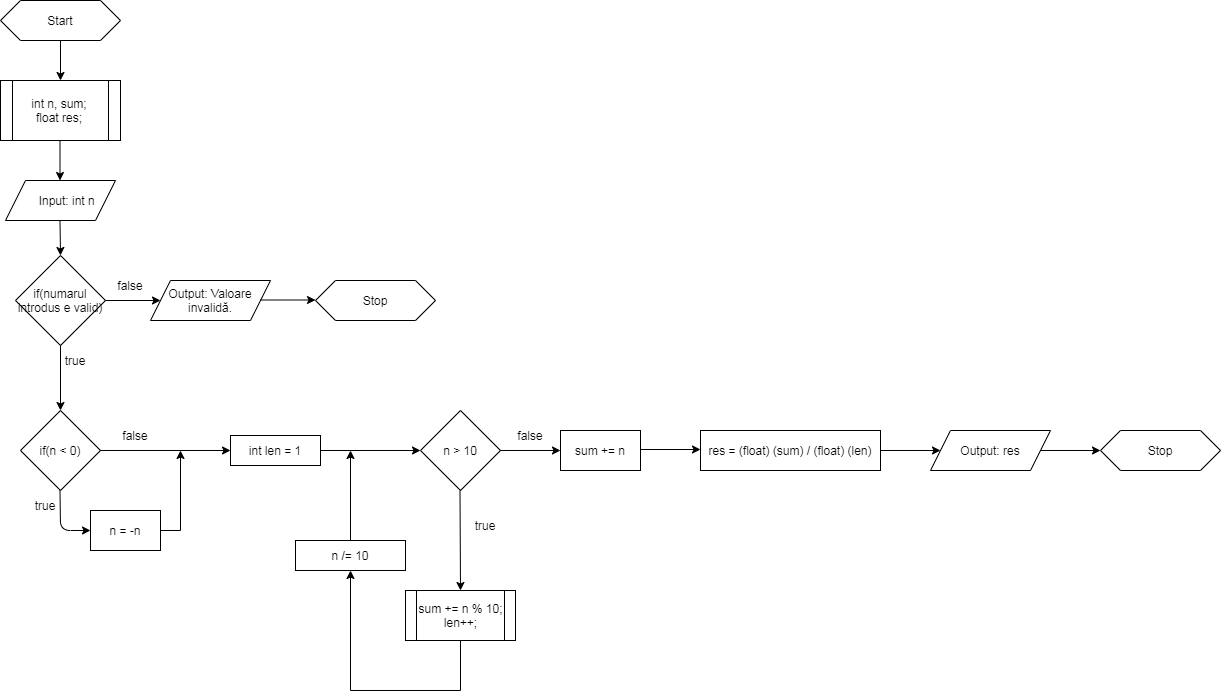 Start
int n, sum;
float res;
Input: int n
if(numarul
introdus e valid)
false
Output: Valoare
invalidă.
Stop
true
if(n < 0)
false
int len = 1
n > 10
false
sum += n
res = (float) (sum) / (float) (len)
Output: res
Stop
true
n = -n
true
n /= 10
sum += n % 10;
len++;